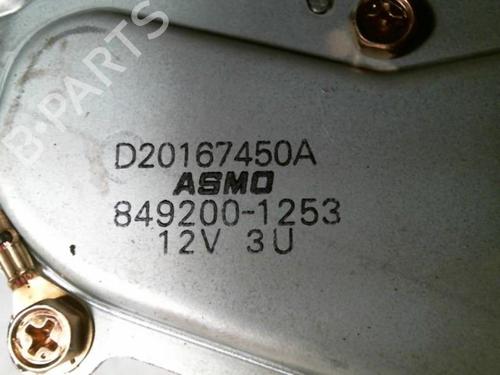 B-PARTS
D20167450A
ASMO
849200-1253
12V 3U